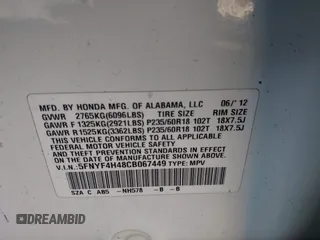 MFD. BY HONDA MFG. OF ALABAMA, LLC 06/'12
GVWR 2765KG(6096LBS) TIRE SIZE RIM SIZE
GAWR F 1325KG(2921LBS) P235/60R18 102T 18X7.5J
GAWR R 1525KG(3362LBS) P235/60R18 102T 18X7.5J
THIS VEHICLE CONFORMS TO ALL APPLICABLE FEDERAL MOTOR VEHICLE SAFETY AND THEFT PREVENTION STANDARDS IN EFFECT ON THE DATE OF MANUFACTURE SHOWN ABOVE.
V.I.N.:5FNYF4H48CB067449 TYPE: MPV
SZA C A85 -NH578 -B -B
DREAMBID